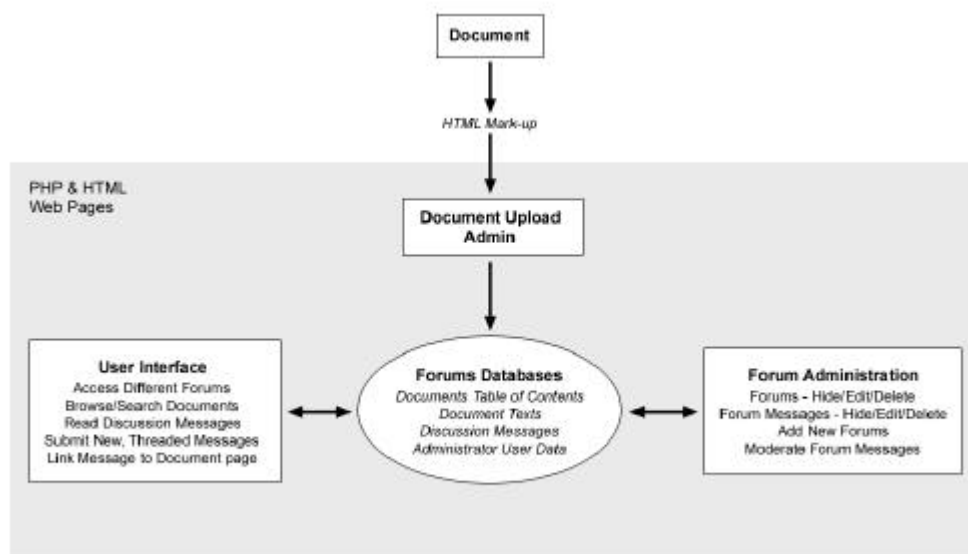 Document
HTML Mark-up
PHP & HTML
Web Pages
Document Upload
Admin
User Interface
Access Different Forums
Browse/Search Documents
Read Discussion Messages
Submit New, Threaded Messages
Link Message to Document page
Forums Databases
Documents Table of Contents
Document Texts
Discussion Messages
Administrator User Data
Forum Administration
Forums - Hide/Edit/Delete
Forum Messages - Hide/Edit/Delete
Add New Forums
Moderate Forum Messages